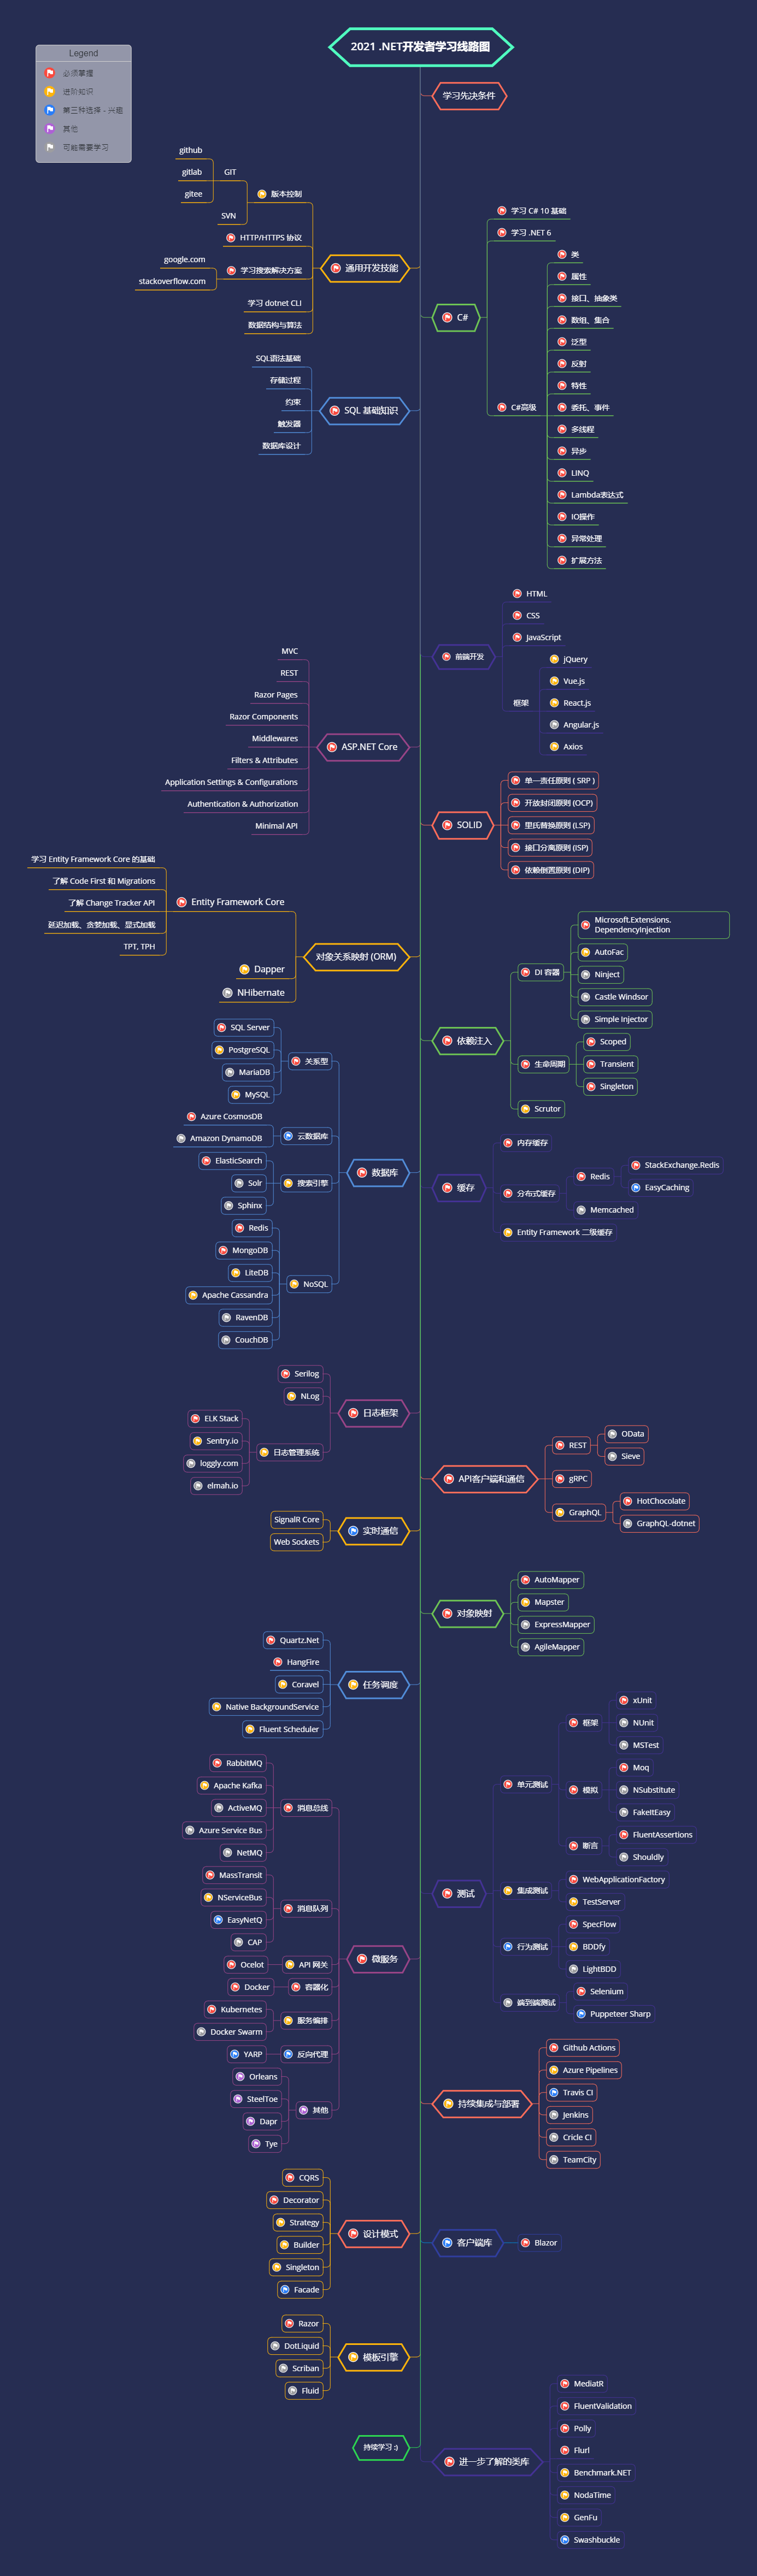 2021 .NET开发者学习线路图
Legend
必须掌握
进阶知识
第三种选择 - 兴趣
其他
可能需要学习
学习先决条件
通用开发技能
版本控制
GIT
github
gitlab
gitee
SVN
HTTP/HTTPS 协议
学习搜索解决方案
google.com
stackoverflow.com
学习 dotnet CLI
数据结构与算法
C#
学习 C# 10 基础
学习 .NET 6
C#高级
类
属性
接口、抽象类
数组、集合
泛型
反射
特性
委托、事件
多线程
异步
LINQ
Lambda表达式
IO操作
异常处理
扩展方法
SQL 基础知识
SQL语法基础
存储过程
约束
触发器
数据库设计
前端开发
HTML
CSS
JavaScript
框架
jQuery
Vue.js
React.js
Angular.js
Axios
ASP.NET Core
MVC
REST
Razor Pages
Razor Components
Middlewares
Filters & Attributes
Application Settings & Configurations
Authentication & Authorization
Minimal API
SOLID
单一责任原则 ( SRP )
开放封闭原则 (OCP)
里氏替换原则 (LSP)
接口分离原则 (ISP)
依赖倒置原则 (DIP)
对象关系映射 (ORM)
Entity Framework Core
学习 Entity Framework Core 的基础
了解 Code First 和 Migrations
了解 Change Tracker API
延迟加载、贪婪加载、显式加载
TPT, TPH
Dapper
NHibernate
依赖注入
DI 容器
Microsoft.Extensions.
DependencyInjection
AutoFac
Ninject
Castle Windsor
Simple Injector
生命周期
Scoped
Transient
Singleton
Scrutor
数据库
关系型
SQL Server
PostgreSQL
MariaDB
MySQL
云数据库
Azure CosmosDB
Amazon DynamoDB
搜索引擎
ElasticSearch
Solr
Sphinx
NoSQL
Redis
MongoDB
LiteDB
Apache Cassandra
RavenDB
CouchDB
缓存
内存缓存
分布式缓存
Redis
StackExchange.Redis
EasyCaching
Memcached
Entity Framework 二级缓存
日志框架
Serilog
NLog
日志管理系统
ELK Stack
Sentry.io
loggly.com
elmah.io
API客户端和通信
REST
OData
Sieve
gRPC
GraphQL
HotChocolate
GraphQL-dotnet
实时通信
SignalR Core
Web Sockets
对象映射
AutoMapper
Mapster
ExpressMapper
AgileMapper
任务调度
Quartz.Net
HangFire
Coravel
Native BackgroundService
Fluent Scheduler
测试
单元测试
框架
xUnit
NUnit
MSTest
模拟
Moq
NSubstitute
FakeItEasy
断言
FluentAssertions
Shouldly
集成测试
WebApplicationFactory
TestServer
行为测试
SpecFlow
BDDfy
LightBDD
端到端测试
Selenium
Puppeteer Sharp
微服务
消息总线
RabbitMQ
Apache Kafka
ActiveMQ
Azure Service Bus
NetMQ
消息队列
MassTransit
NServiceBus
EasyNetQ
CAP
API 网关
Ocelot
容器化
Docker
服务编排
Kubernetes
Docker Swarm
反向代理
YARP
其他
Orleans
SteelToe
Dapr
Tye
持续集成与部署
Github Actions
Azure Pipelines
Travis CI
Jenkins
Cricle CI
TeamCity
设计模式
CQRS
Decorator
Strategy
Builder
Singleton
Facade
客户端库
Blazor
模板引擎
Razor
DotLiquid
Scriban
Fluid
进一步了解的类库
MediatR
FluentValidation
Polly
Flurl
Benchmark.NET
NodaTime
GenFu
Swashbuckle
持续学习 :)